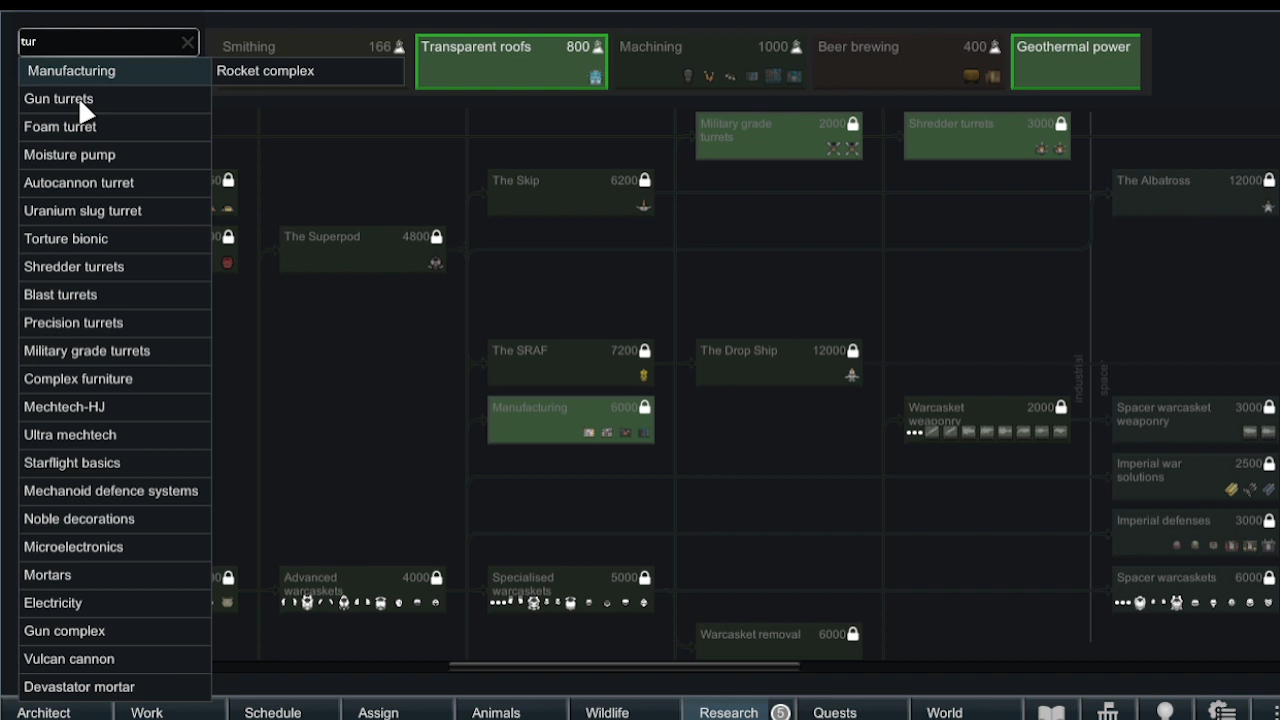 tur
Smithing 166
Transparent roofs 800
Machining 1000
Beer brewing 400
Geothermal power
Manufacturing
Rocket complex
Gun turrets
Foam turret
Moisture pump
Autocannon turret
Uranium slug turret
Torture bionic
Shredder turrets
Blast turrets
Precision turrets
Military grade turrets
Complex furniture
Mechtech-HJ
Ultra mechtech
Starflight basics
Mechanoid defence systems
Noble decorations
Microelectronics
Mortars
Electricity
Gun complex
Vulcan cannon
Devastator mortar
Military grade 2000
turrets
Shredder turrets 3000
The Skip 6200
The Albatross 12000
The Superpod 4800
The SRAF 7200
The Drop Ship 12000
industrial
space
Manufacturing 6000
Warcasket 2000
weaponry
Spacer warcasket 3000
weaponry
Imperial war 2500
solutions
Imperial defenses 3000
Advanced 4000
warcaskets
Specialised 5000
warcaskets
Spacer warcaskets 6000
Warcasket removal 6000
Architect
Work
Schedule
Assign
Animals
Wildlife
Research 5
Quests
World